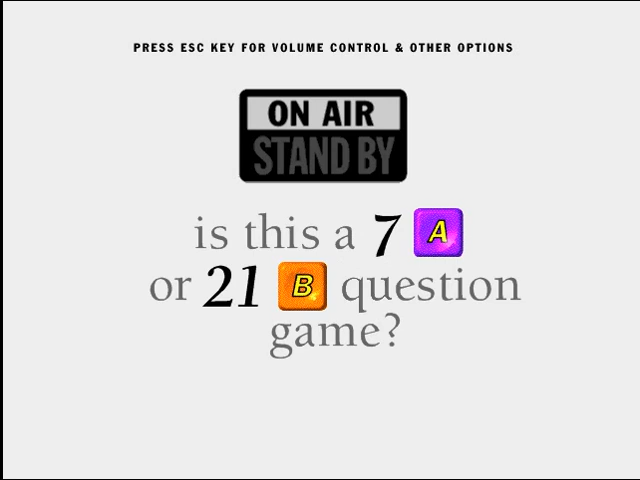 PRESS ESC KEY FOR VOLUME CONTROL & OTHER OPTIONS
ON AIR
STAND BY
is this a 7 A
or 21 B question
game?